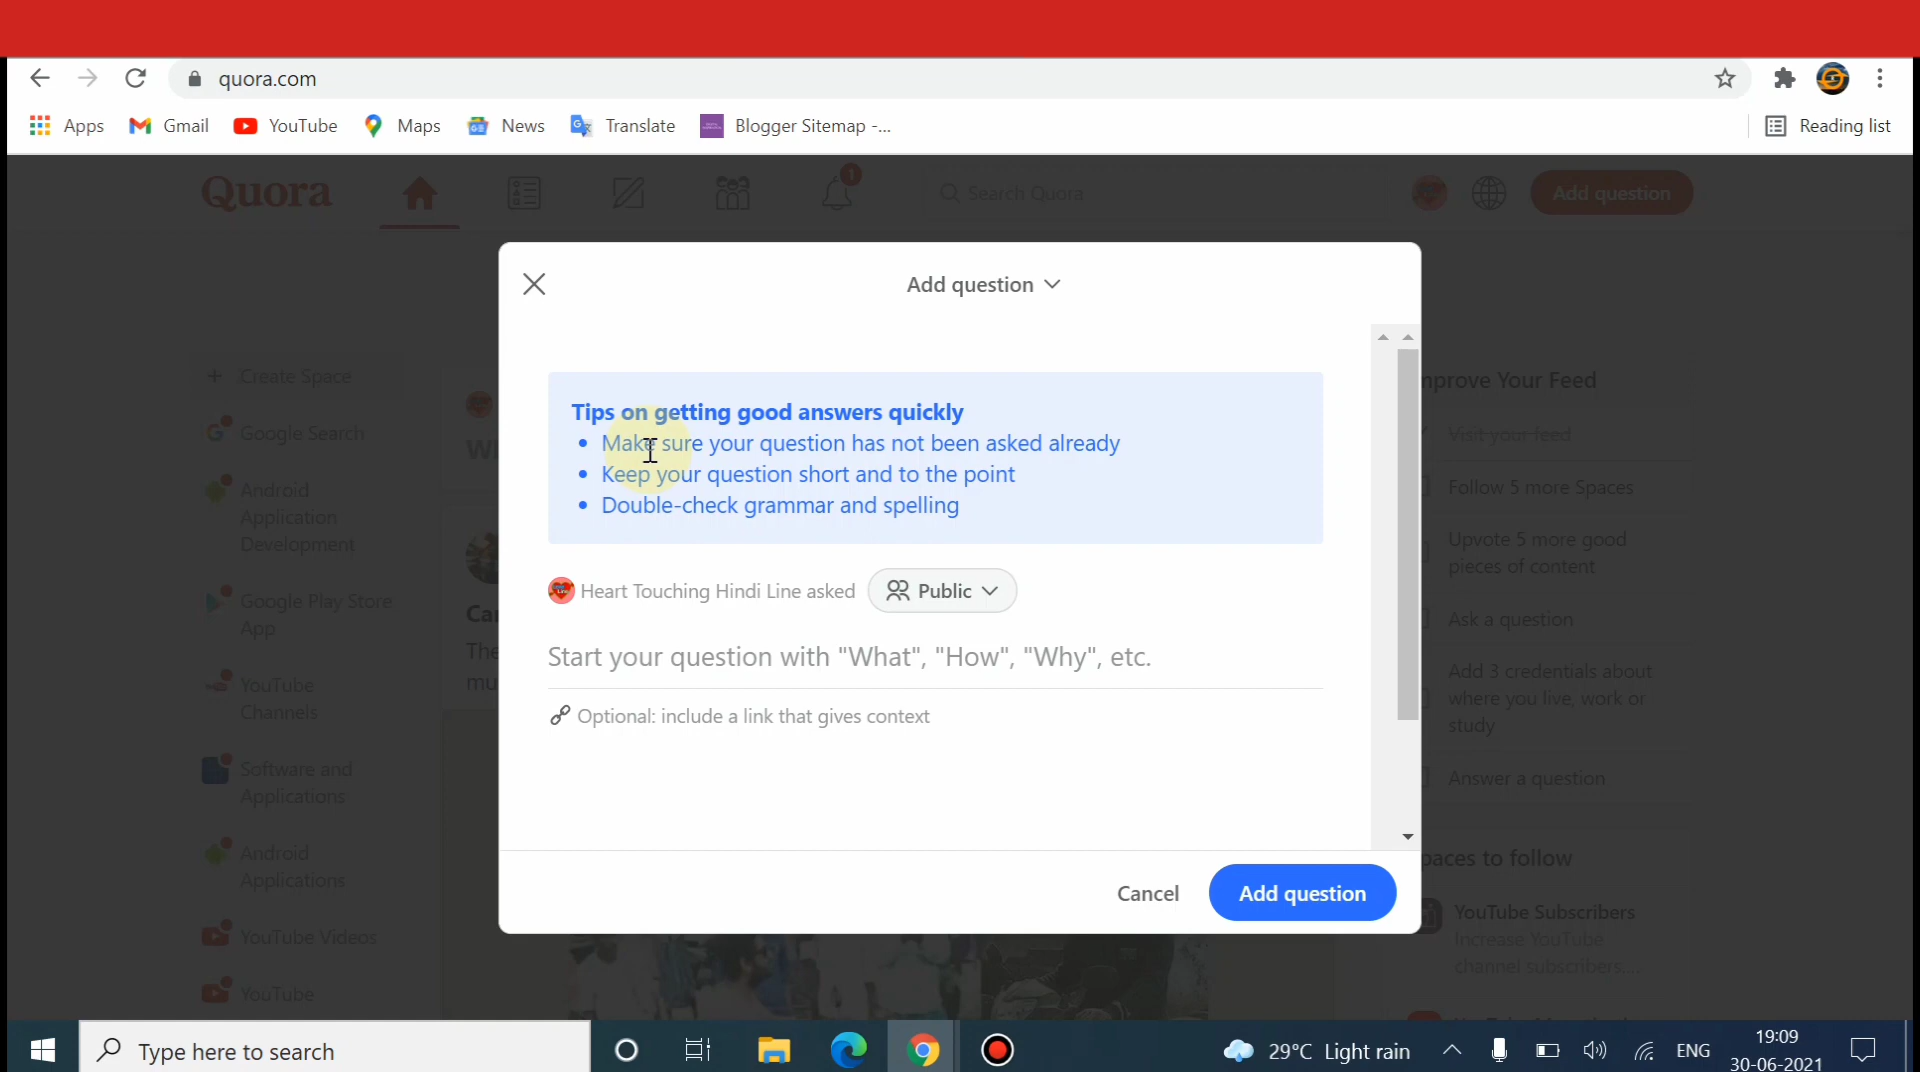 quora.com
Apps Gmail YouTube Maps News Translate Blogger Sitemap -... Reading list
Quora 1 Search Quora Add question
Add question
Create Space
Google Search
Android
Application
Development
Google Play Store
App
YouTube
Channels
Software and
Applications
Android
Applications
YouTube Videos
YouTube
Tips on getting good answers quickly
Make sure your question has not been asked already
Keep your question short and to the point
Double-check grammar and spelling
Heart Touching Hindi Line asked Public
Start your question with "What", "How", "Why", etc.
Optional: include a link that gives context
Cancel Add question
mprove Your Feed
Visit your feed
Follow 5 more Spaces
Upvote 5 more good
pieces of content
Ask a question
Add 3 credentials about
where you live, work or
study
Answer a question
paces to follow
YouTube Subscribers
Increase YouTube
channel subscribers....
Type here to search
29°C Light rain
ENG
19:09
30-06-2021